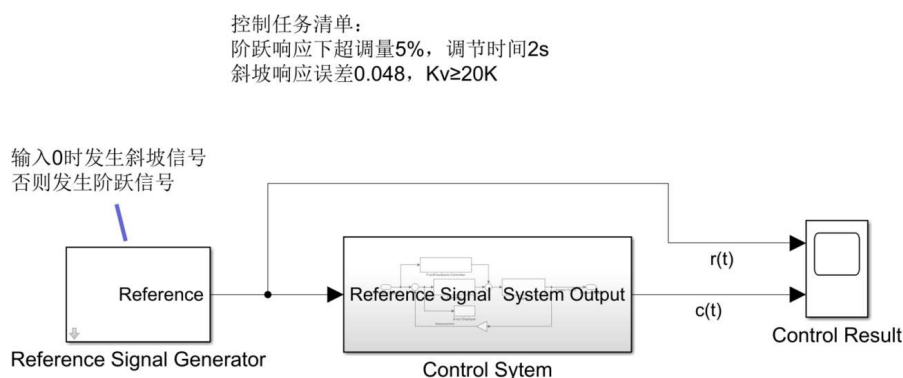 控制任务清单：
阶跃响应下超调量5%，调节时间2s
斜坡响应误差0.048，Kv≥20K
输入0时发生斜坡信号
否则发生阶跃信号
r(t)
Reference
Reference Signal
System Output
c(t)
Control Result
Reference Signal Generator
Control Sytem